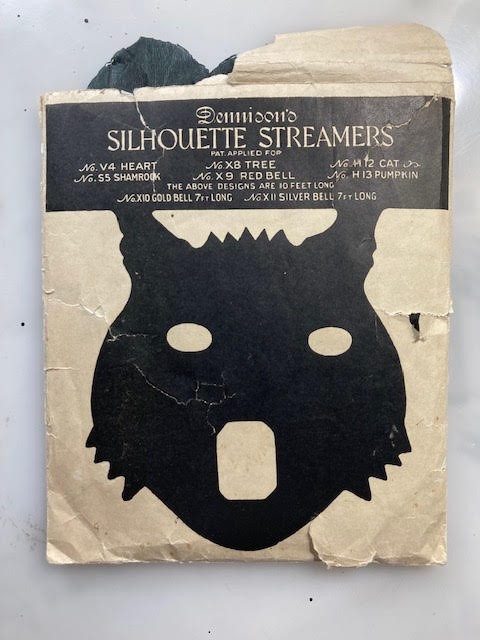 Dennison's
SILHOUETTE STREAMERS
PAT. APPLIED FOR
No. V4 HEART No. X8 TREE No. H12 CAT
No. S5 SHAMROCK No. X9 RED BELL No. H13 PUMPKIN
THE ABOVE DESIGNS ARE 10 FEET LONG
No. X10 GOLD BELL 7 FT LONG No. X11 SILVER BELL 7 FT LONG